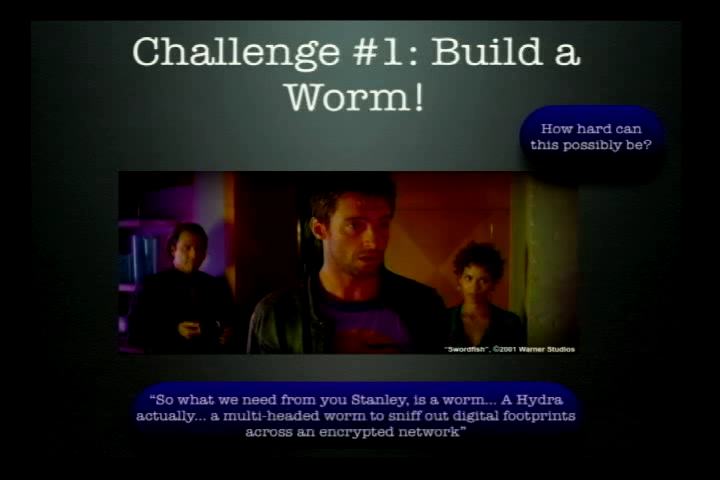 Challenge #1: Build a
Worm!
How hard can
this possibly be?
"Swordfish", ©2001 Warner Studios
“So what we need from you Stanley, is a worm... A Hydra
actually... a multi-headed worm to sniff out digital footprints
across an encrypted network”